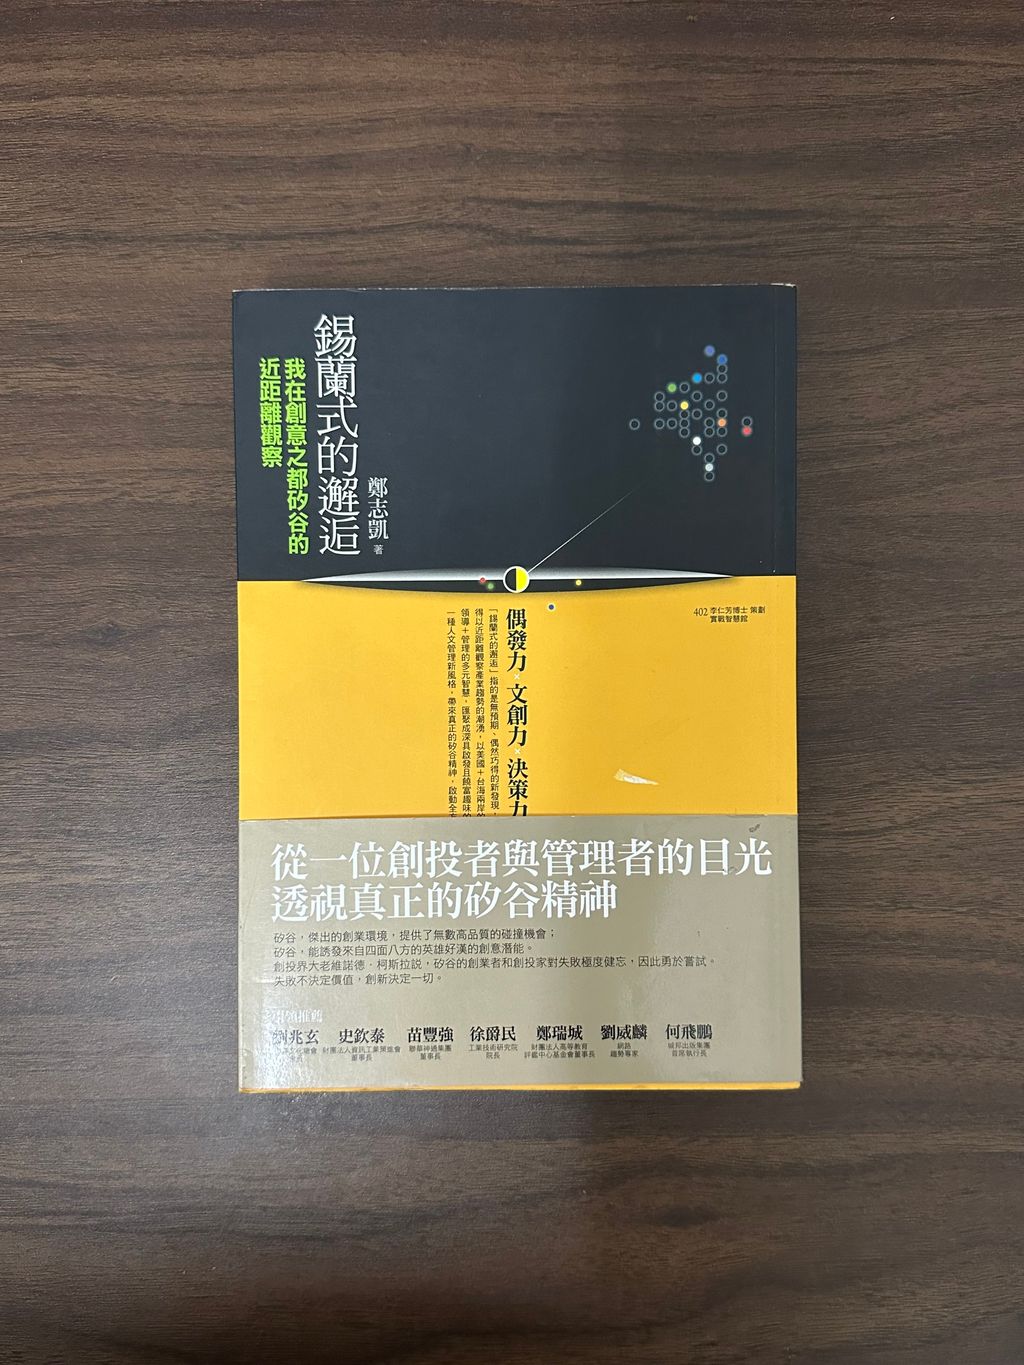 錫蘭式的邂逅
我在創意之都矽谷的
近距離觀察
鄭志凱 著
402 李仁芳博士 策劃
實戰智慧館
偶發力×文創力×決策力
「錫蘭式的邂逅」指的是無預期、偶然巧得的新發現，
得以近距離觀察產業趨勢的潮湧，以美國＋台海兩岸的
領導＋管理的多元智慧，匯聚成深具啟發且饒富趣味的
一種人文管理新風格，帶來真正的矽谷精神，啟動全方
從一位創投者與管理者的目光
透視真正的矽谷精神
矽谷，傑出的創業環境，提供了無數高品質的碰撞機會；
矽谷，能誘發來自四面八方的英雄好漢的創意潛能。
創投界大老維諾德．柯斯拉說，矽谷的創業者和創投家對失敗極度健忘，因此勇於嘗試。
失敗不決定價值，創新決定一切。
劉兆玄 史欽泰 苗豐強 徐爵民 鄭瑞城 劉威麟 何飛鵬
財團法人資訊工業策進會 聯華神通集團 工業技術研究院 財團法人高等教育 網路 城邦出版集團
董事長 董事長 院長 評鑑中心基金會董事長 趨勢專家 首席執行長